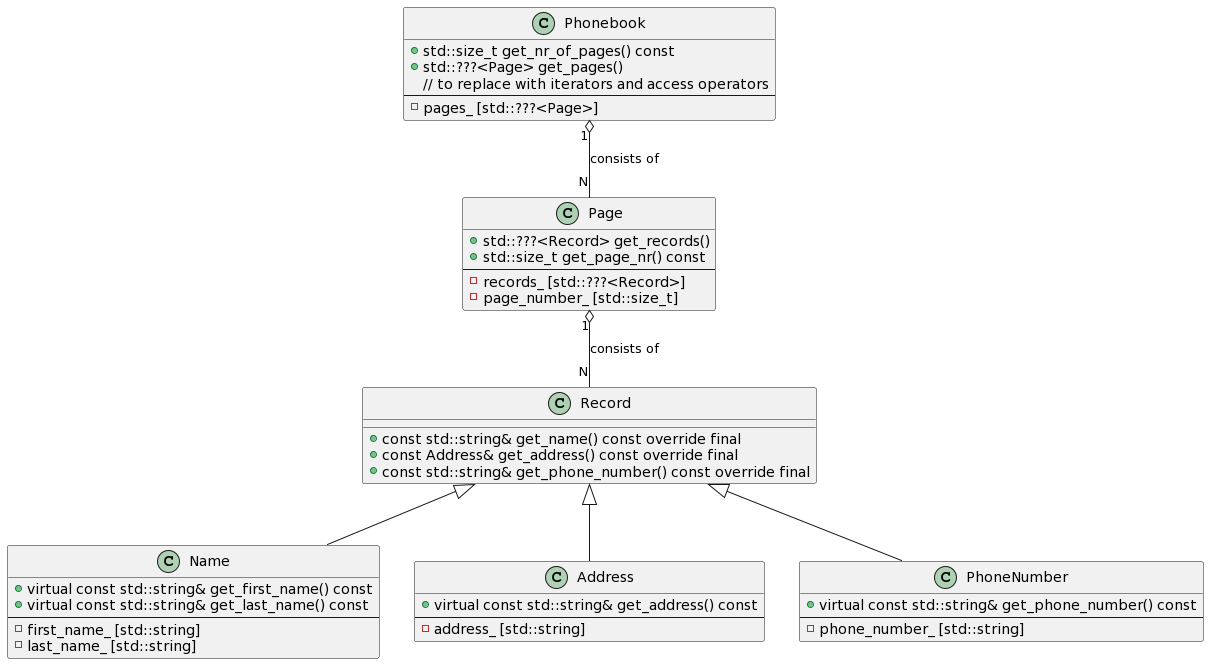 C Phonebook
std::size_t get_nr_of_pages() const
std::???<Page> get_pages()
// to replace with iterators and access operators
pages_ [std::???<Page>]
1
consists of
N
C Page
std::???<Record> get_records()
std::size_t get_page_nr() const
records_ [std::???<Record>]
page_number_ [std::size_t]
1
consists of
N
C Record
const std::string& get_name() const override final
const Address& get_address() const override final
const std::string& get_phone_number() const override final
C Name
virtual const std::string& get_first_name() const
virtual const std::string& get_last_name() const
first_name_ [std::string]
last_name_ [std::string]
C Address
virtual const std::string& get_address() const
address_ [std::string]
C PhoneNumber
virtual const std::string& get_phone_number() const
phone_number_ [std::string]